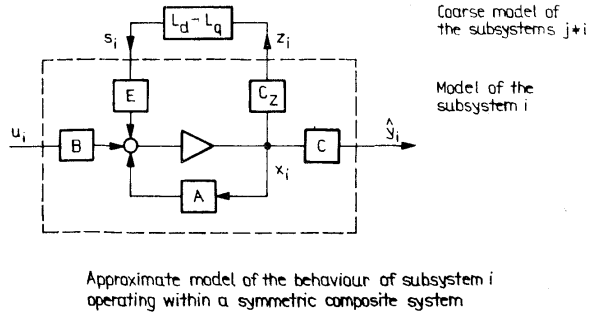 L_d - L_q
Coarse model of
the subsystems j≠i
s_i
z_i
E
C_z
Model of the
subsystem i
u_i
B
C
ŷ_i
x_i
A
Approximate model of the behaviour of subsystem i
operating within a symmetric composite system